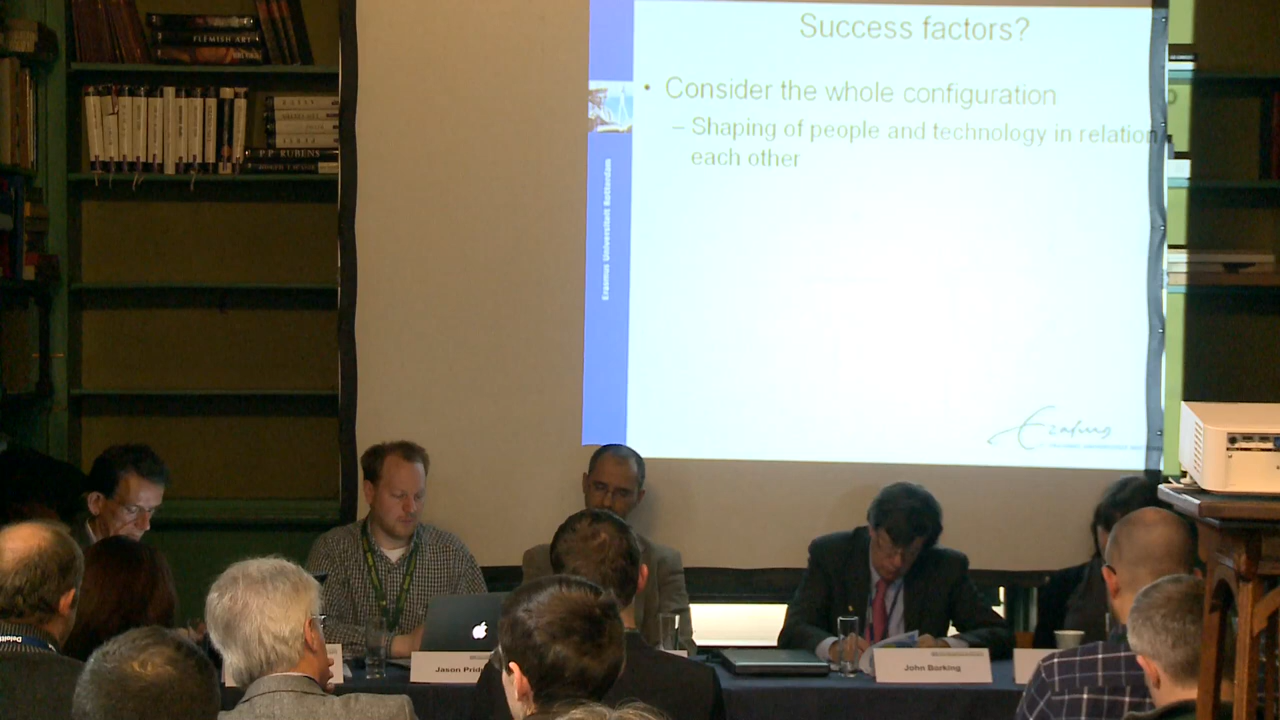 Success factors?
• Consider the whole configuration
– Shaping of people and technology in relation
each other
Erasmus Universiteit Rotterdam
Erasmus
FLEMISH ART
P.P. RUBENS
Jason
John Borking
Deloitte